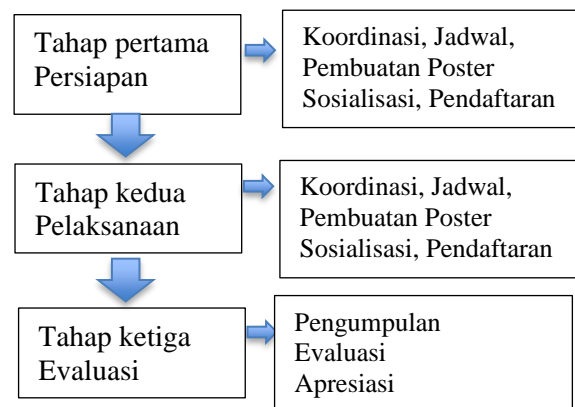 Tahap pertama
Persiapan
Koordinasi, Jadwal,
Pembuatan Poster
Sosialisasi, Pendaftaran
Tahap kedua
Pelaksanaan
Koordinasi, Jadwal,
Pembuatan Poster
Sosialisasi, Pendaftaran
Tahap ketiga
Evaluasi
Pengumpulan
Evaluasi
Apresiasi